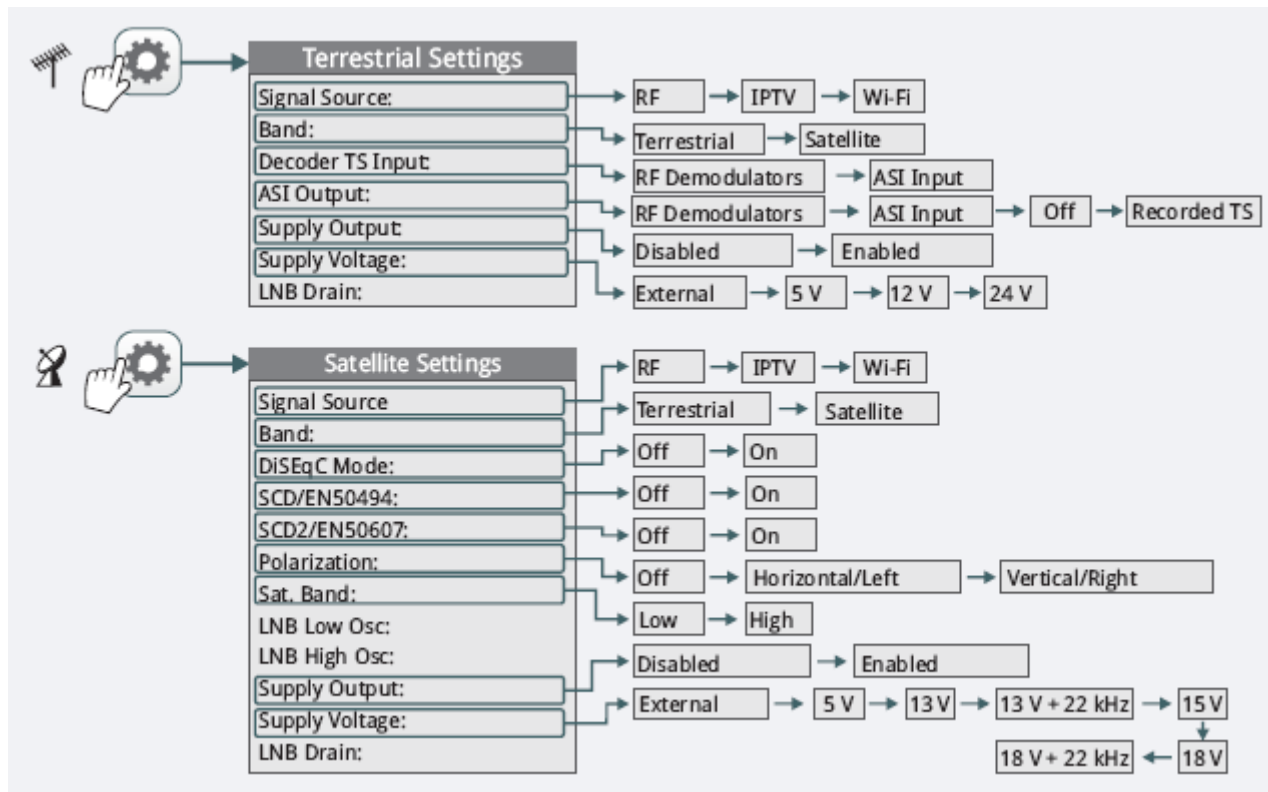 Terrestrial Settings
Signal Source: RF IPTV Wi-Fi
Band: Terrestrial Satellite
Decoder TS Input: RF Demodulators ASI Input
ASI Output: RF Demodulators ASI Input Off Recorded TS
Supply Output: Disabled Enabled
Supply Voltage: External 5 V 12 V 24 V
LNB Drain:
Satellite Settings
Signal Source RF IPTV Wi-Fi
Band: Terrestrial Satellite
DiSEqC Mode: Off On
SCD/EN50494: Off On
SCD2/EN50607: Off On
Polarization: Off Horizontal/Left Vertical/Right
Sat. Band: Low High
LNB Low Osc:
LNB High Osc:
Supply Output: Disabled Enabled
Supply Voltage: External 5 V 13 V 13 V + 22 kHz 15 V
18 V + 22 kHz 18 V
LNB Drain: